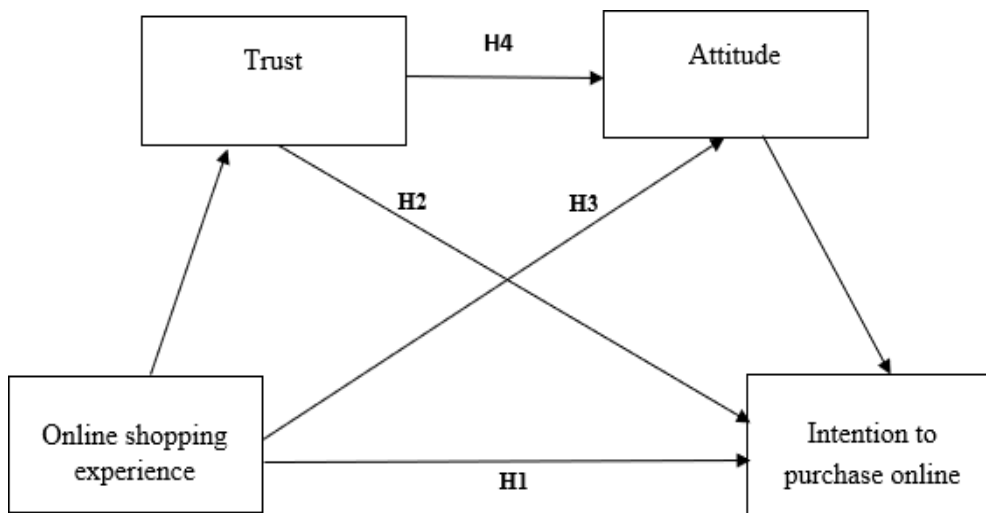 H4
Trust
Attitude
H2
H3
Online shopping
experience
Intention to
purchase online
H1